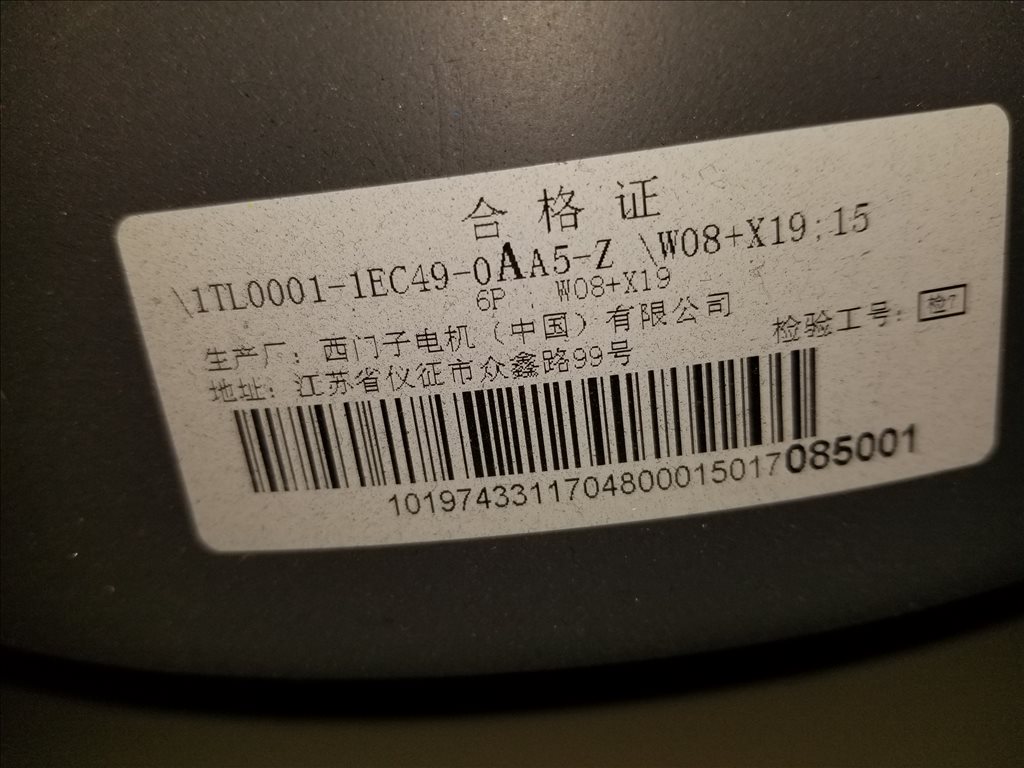 合格证
\1TL0001-1EC49-0AA5-Z \W08+X19;15
6P W08+X19
生产厂：西门子电机（中国）有限公司
检验工号：检7
地址：江苏省仪征市众鑫路99号
1019743311704800015017085001